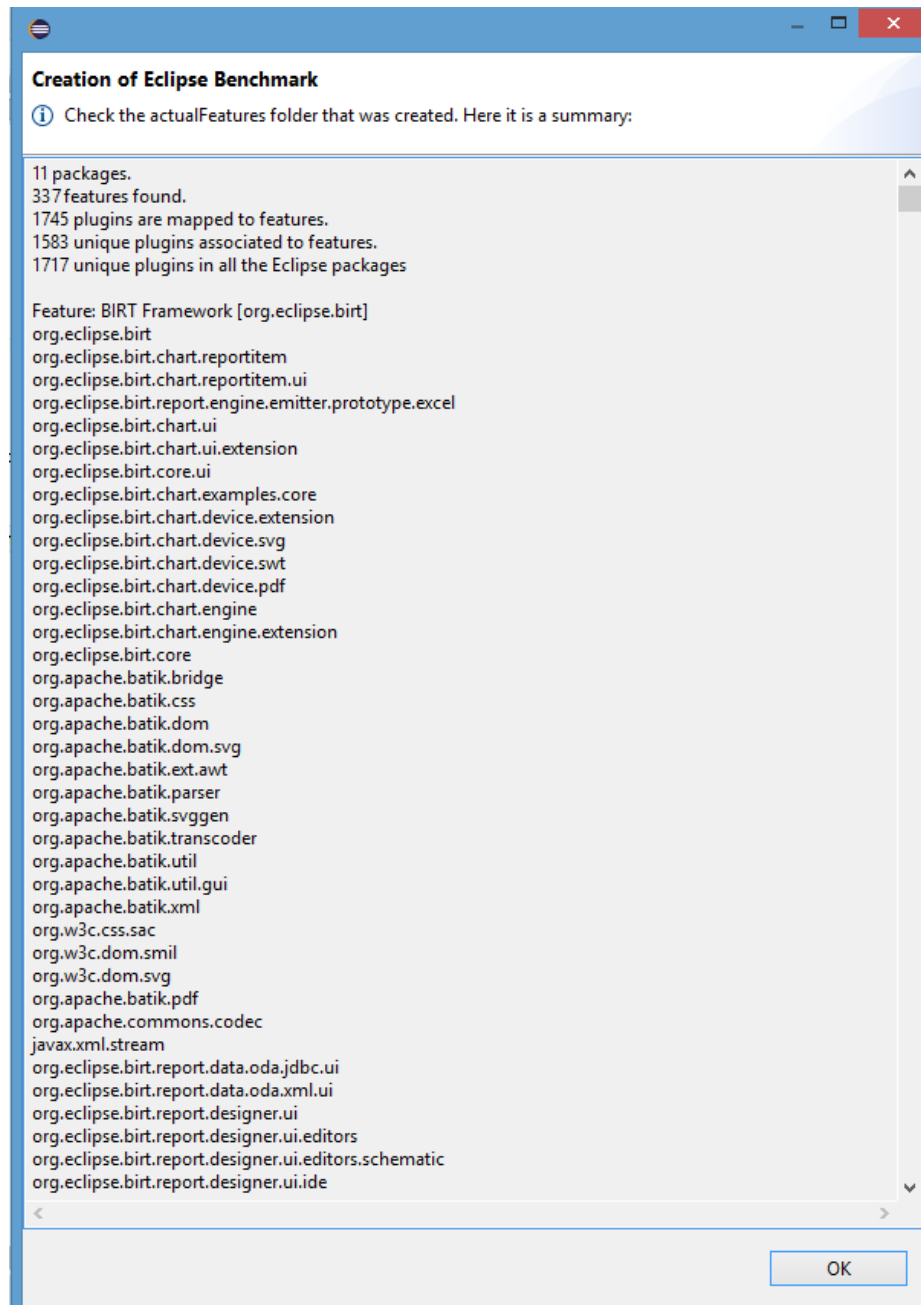 Creation of Eclipse Benchmark
Check the actualFeatures folder that was created. Here it is a summary:
11 packages.
337 features found.
1745 plugins are mapped to features.
1583 unique plugins associated to features.
1717 unique plugins in all the Eclipse packages
Feature: BIRT Framework [org.eclipse.birt]
org.eclipse.birt
org.eclipse.birt.chart.reportitem
org.eclipse.birt.chart.reportitem.ui
org.eclipse.birt.report.engine.emitter.prototype.excel
org.eclipse.birt.chart.ui
org.eclipse.birt.chart.ui.extension
org.eclipse.birt.core.ui
org.eclipse.birt.chart.examples.core
org.eclipse.birt.chart.device.extension
org.eclipse.birt.chart.device.svg
org.eclipse.birt.chart.device.swt
org.eclipse.birt.chart.device.pdf
org.eclipse.birt.chart.engine
org.eclipse.birt.chart.engine.extension
org.eclipse.birt.core
org.apache.batik.bridge
org.apache.batik.css
org.apache.batik.dom
org.apache.batik.dom.svg
org.apache.batik.ext.awt
org.apache.batik.parser
org.apache.batik.svggen
org.apache.batik.transcoder
org.apache.batik.util
org.apache.batik.util.gui
org.apache.batik.xml
org.w3c.css.sac
org.w3c.dom.smil
org.w3c.dom.svg
org.apache.batik.pdf
org.apache.commons.codec
javax.xml.stream
org.eclipse.birt.report.data.oda.jdbc.ui
org.eclipse.birt.report.data.oda.xml.ui
org.eclipse.birt.report.designer.ui
org.eclipse.birt.report.designer.ui.editors
org.eclipse.birt.report.designer.ui.editors.schematic
org.eclipse.birt.report.designer.ui.ide
OK